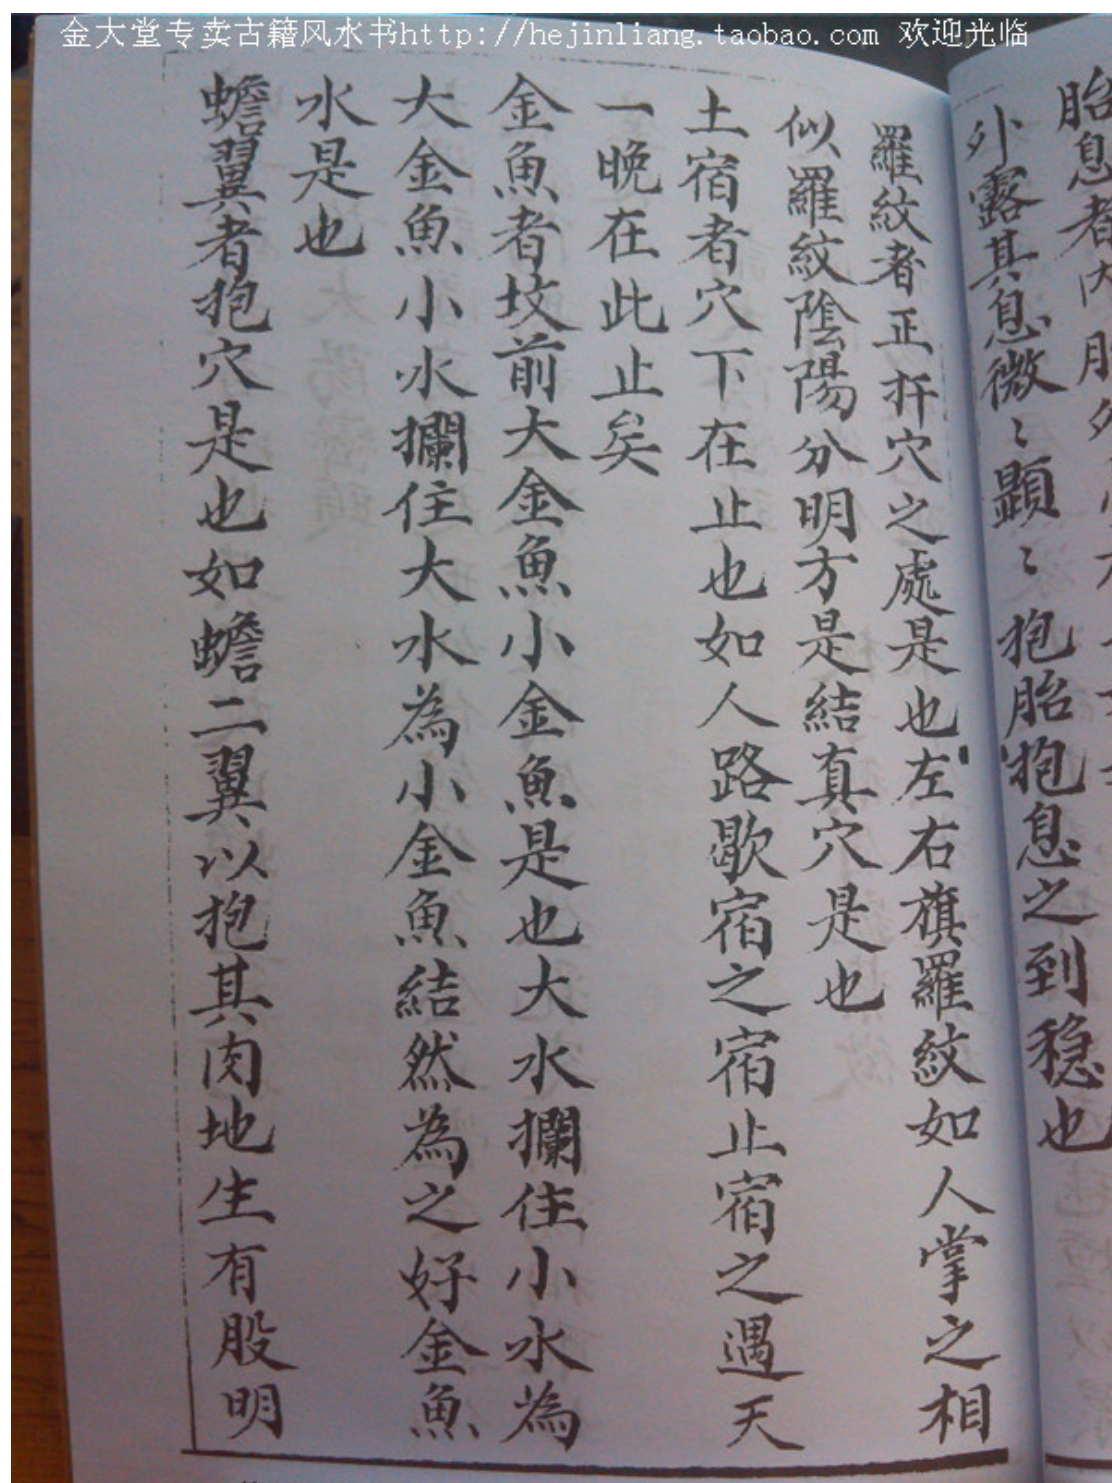 金大堂专卖古籍风水书http://hejinliang.taobao.com 欢迎光临
胎息者内胎外
外露其息微〻顯〻抱胎抱息之到穏也
羅紋者正扦穴之處是也左右旗羅紋如人掌之相
似羅紋陰陽分明方是結真穴是也
土宿者穴下在止也如人路歇宿之宿止宿之遇天
一晚在此止矣
金魚者坟前大金魚小金魚是也大水攔住小水為
大金魚小水攔住大水為小金魚結然為之好金魚
水是也
蟾翼者抱穴是也如蟾二翼以抱其肉地生有股明